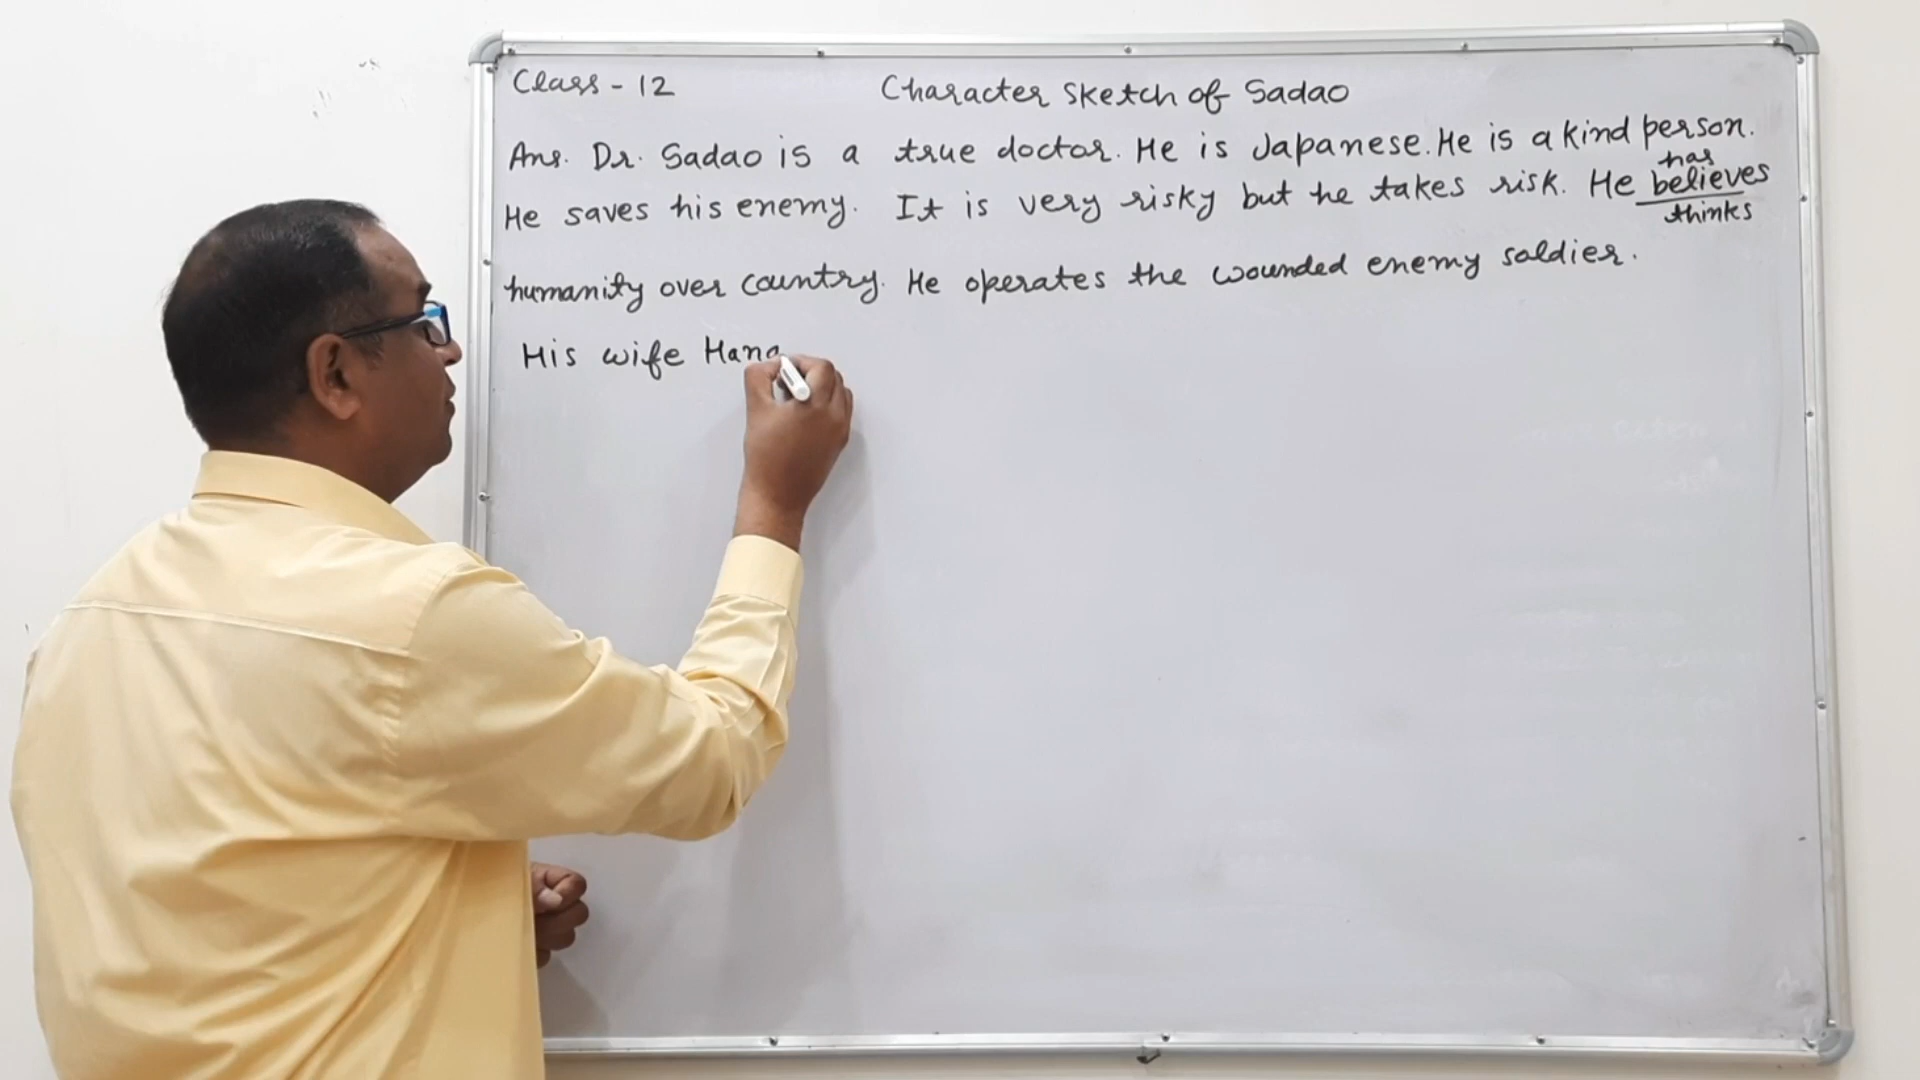 Class - 12 Character Sketch of Sadao
Ans. Dr. Sadao is a true doctor. He is Japanese. He is a kind person.
has
He saves his enemy. It is very risky but he takes risk. He believes
thinks
humanity over country. He operates the wounded enemy soldier.
His wife Hana